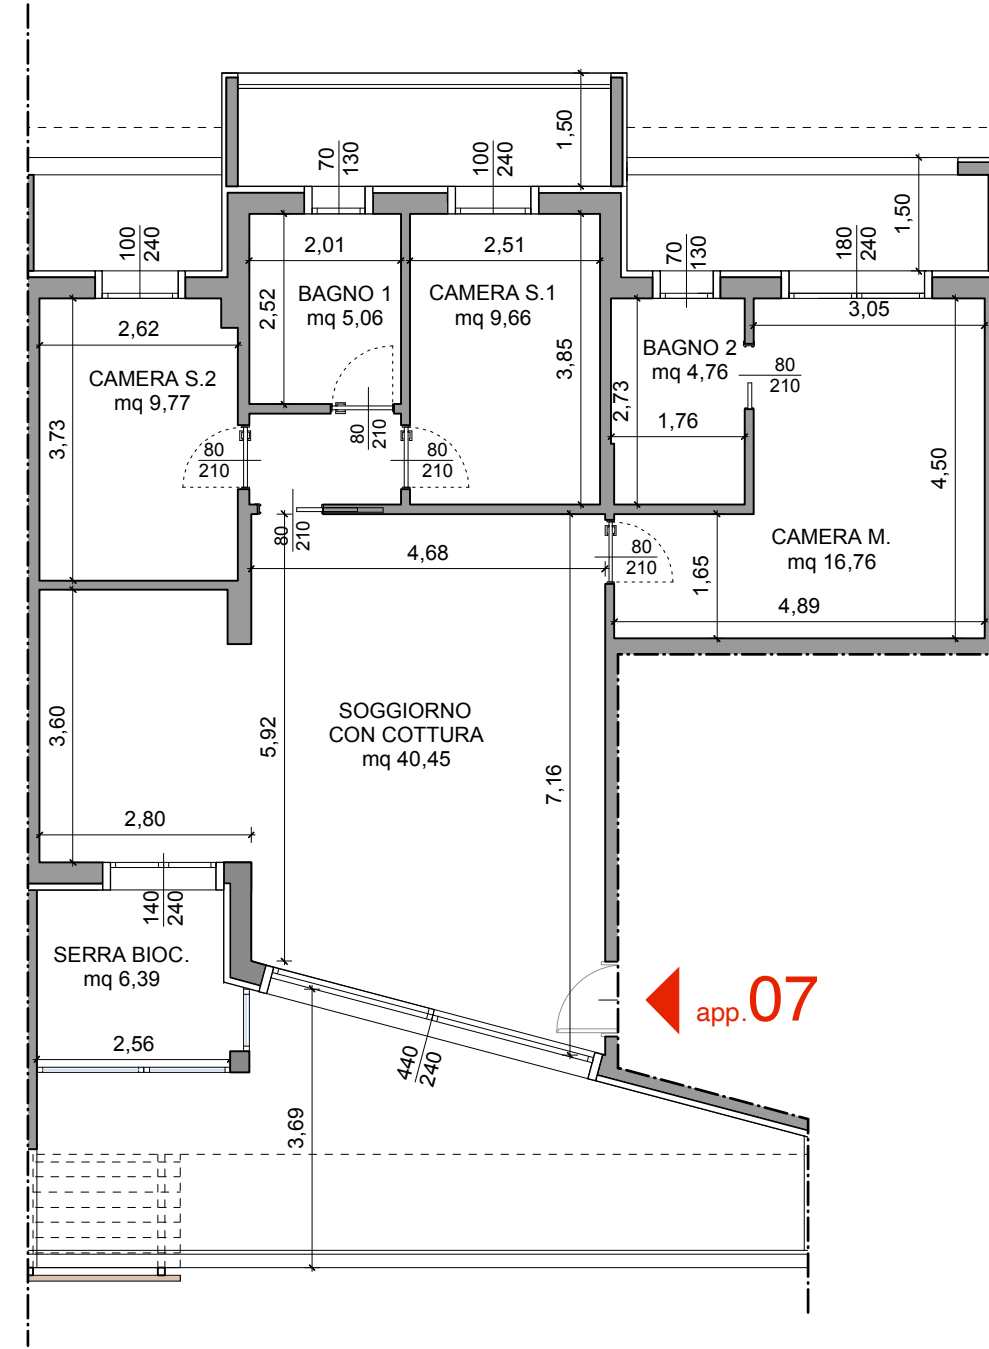 1,50
70
130
100
240
1,50
100
240
2,01
2,51
70
130
180
240
2,52
BAGNO 1
mq 5,06
CAMERA S.1
mq 9,66
3,05
2,62
3,85
BAGNO 2
mq 4,76
80
210
CAMERA S.2
mq 9,77
2,73
1,76
3,73
80
210
80
210
80
210
4,50
80
210
4,68
80
210
CAMERA M.
mq 16,76
1,65
4,89
3,60
5,92
SOGGIORNO
CON COTTURA
mq 40,45
7,16
2,80
140
240
SERRA BIOC.
mq 6,39
app.07
2,56
440
240
3,69